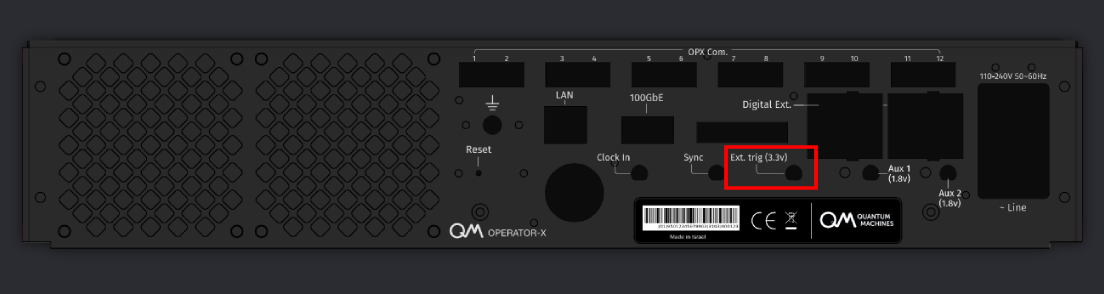 OPX Com.
1 2 3 4 5 6 7 8 9 10 11 12
110-240V 50~60Hz
LAN
100GbE
Digital Ext.
Reset
Clock In
Sync
Ext. trig (3.3v)
Aux 1
(1.8v)
Aux 2
(1.8v)
~ Line
QM OPERATOR-X
CE
QM QUANTUM
MACHINES
Made in Israel